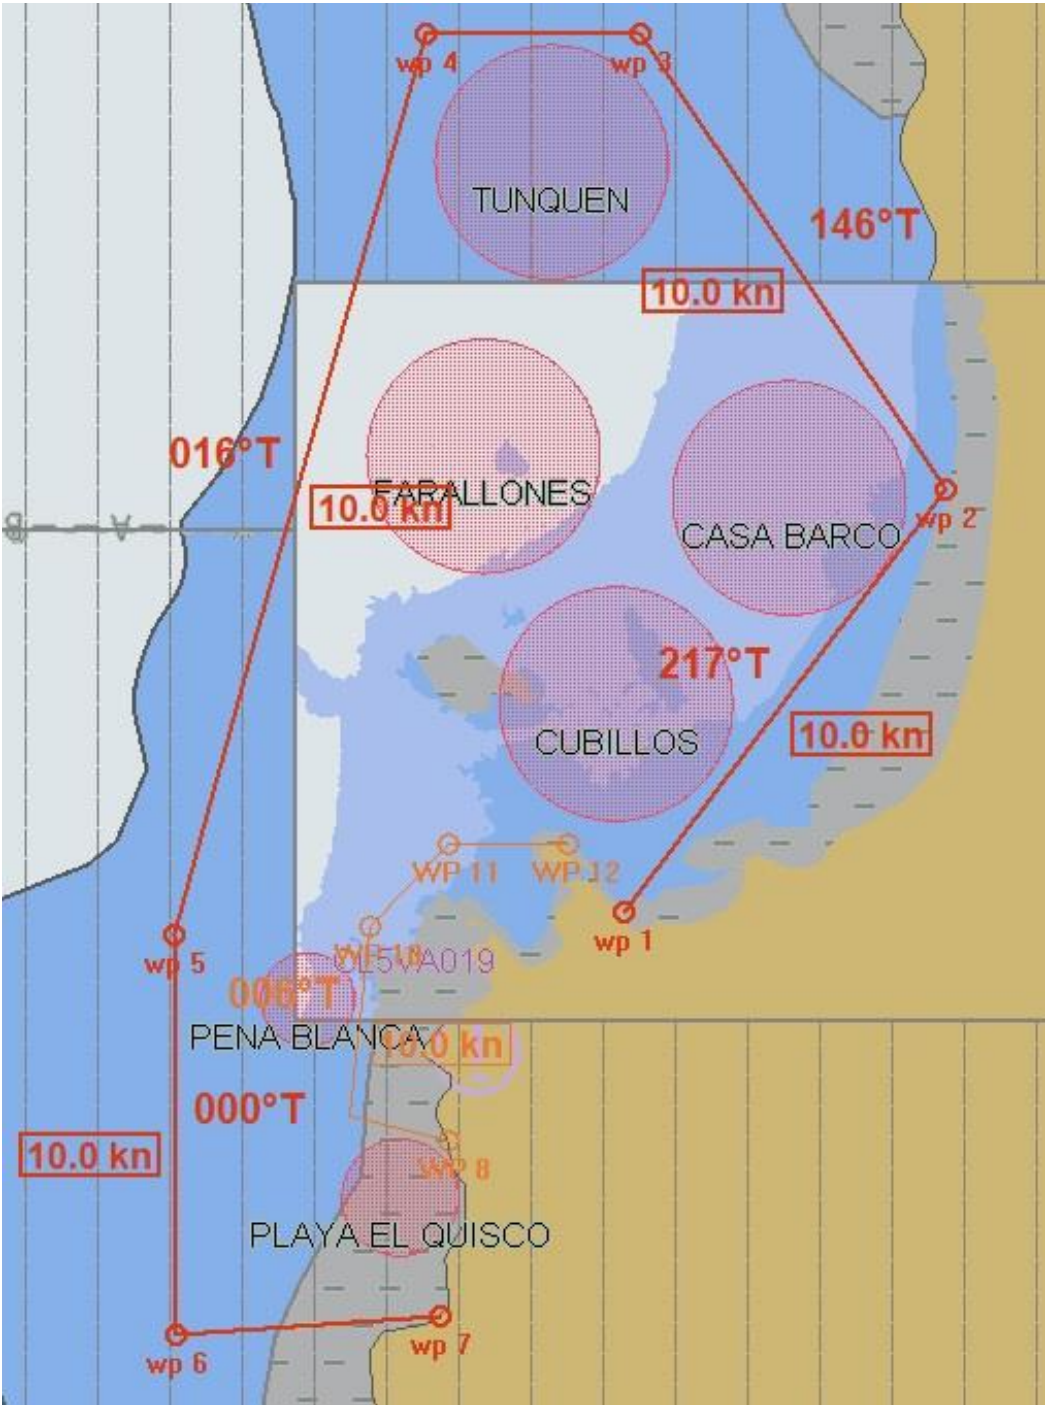 wp 4
wp 3
TUNQUEN
146°T
10.0 kn
016°T
10.0 kn
FARALLONES
wp 2
CASA BARCO
217°T
10.0 kn
CUBILLOS
WP 11
WP 12
wp 1
wp 5
WP 10
CL5VA019
006°T
PENA BLANCA
10.0 kn
000°T
10.0 kn
WP 8
PLAYA EL QUISCO
wp 6
wp 7